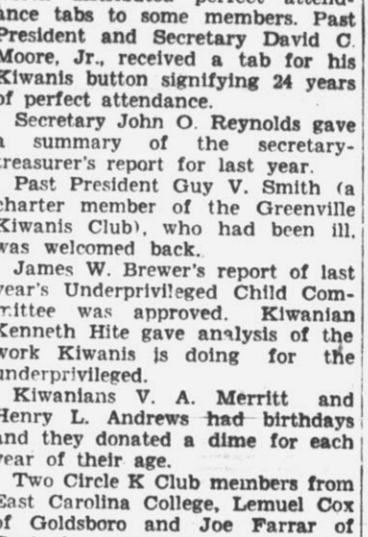 ance tabs to some members. Past
President and Secretary David C.
Moore, Jr., received a tab for his
Kiwanis button signifying 24 years
of perfect attendance.
Secretary John O. Reynolds gave
a summary of the secretary-
treasurer's report for last year.
Past President Guy V. Smith (a
charter member of the Greenville
Kiwanis Club), who had been ill,
was welcomed back.
James W. Brewer's report of last
year's Underprivileged Child Com-
mittee was approved. Kiwanian
Kenneth Hite gave analysis of the
work Kiwanis is doing for the
underprivileged.
Kiwanians V. A. Merritt and
Henry L. Andrews had birthdays
and they donated a dime for each
year of their age.
Two Circle K Club members from
East Carolina College, Lemuel Cox
of Goldsboro and Joe Farrar of